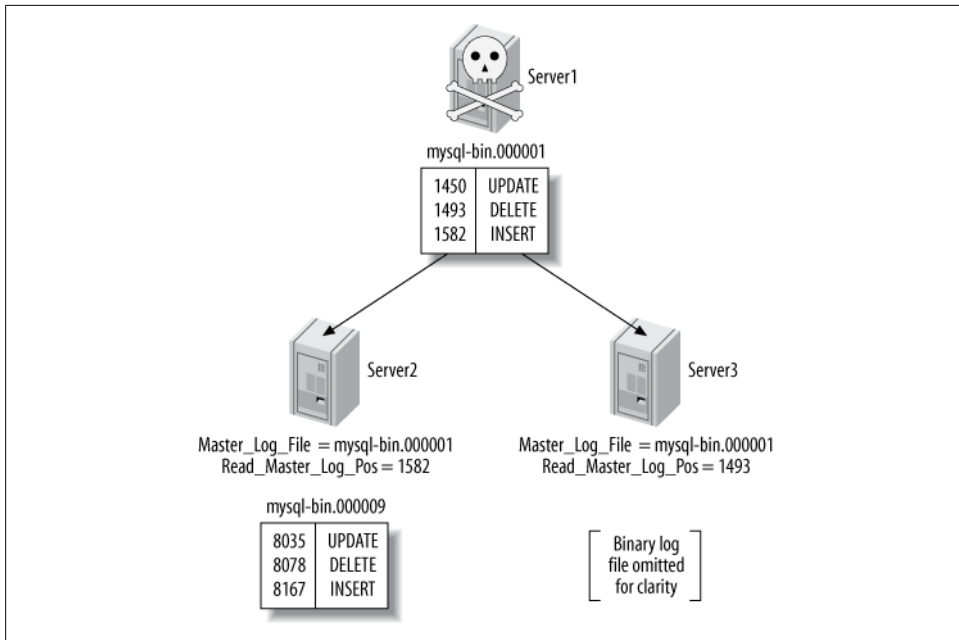 Server1
mysql-bin.000001
1450 UPDATE
1493 DELETE
1582 INSERT
Server2
Server3
Master_Log_File = mysql-bin.000001
Read_Master_Log_Pos = 1582
Master_Log_File = mysql-bin.000001
Read_Master_Log_Pos = 1493
mysql-bin.000009
8035 UPDATE
8078 DELETE
8167 INSERT
Binary log
file omitted
for clarity